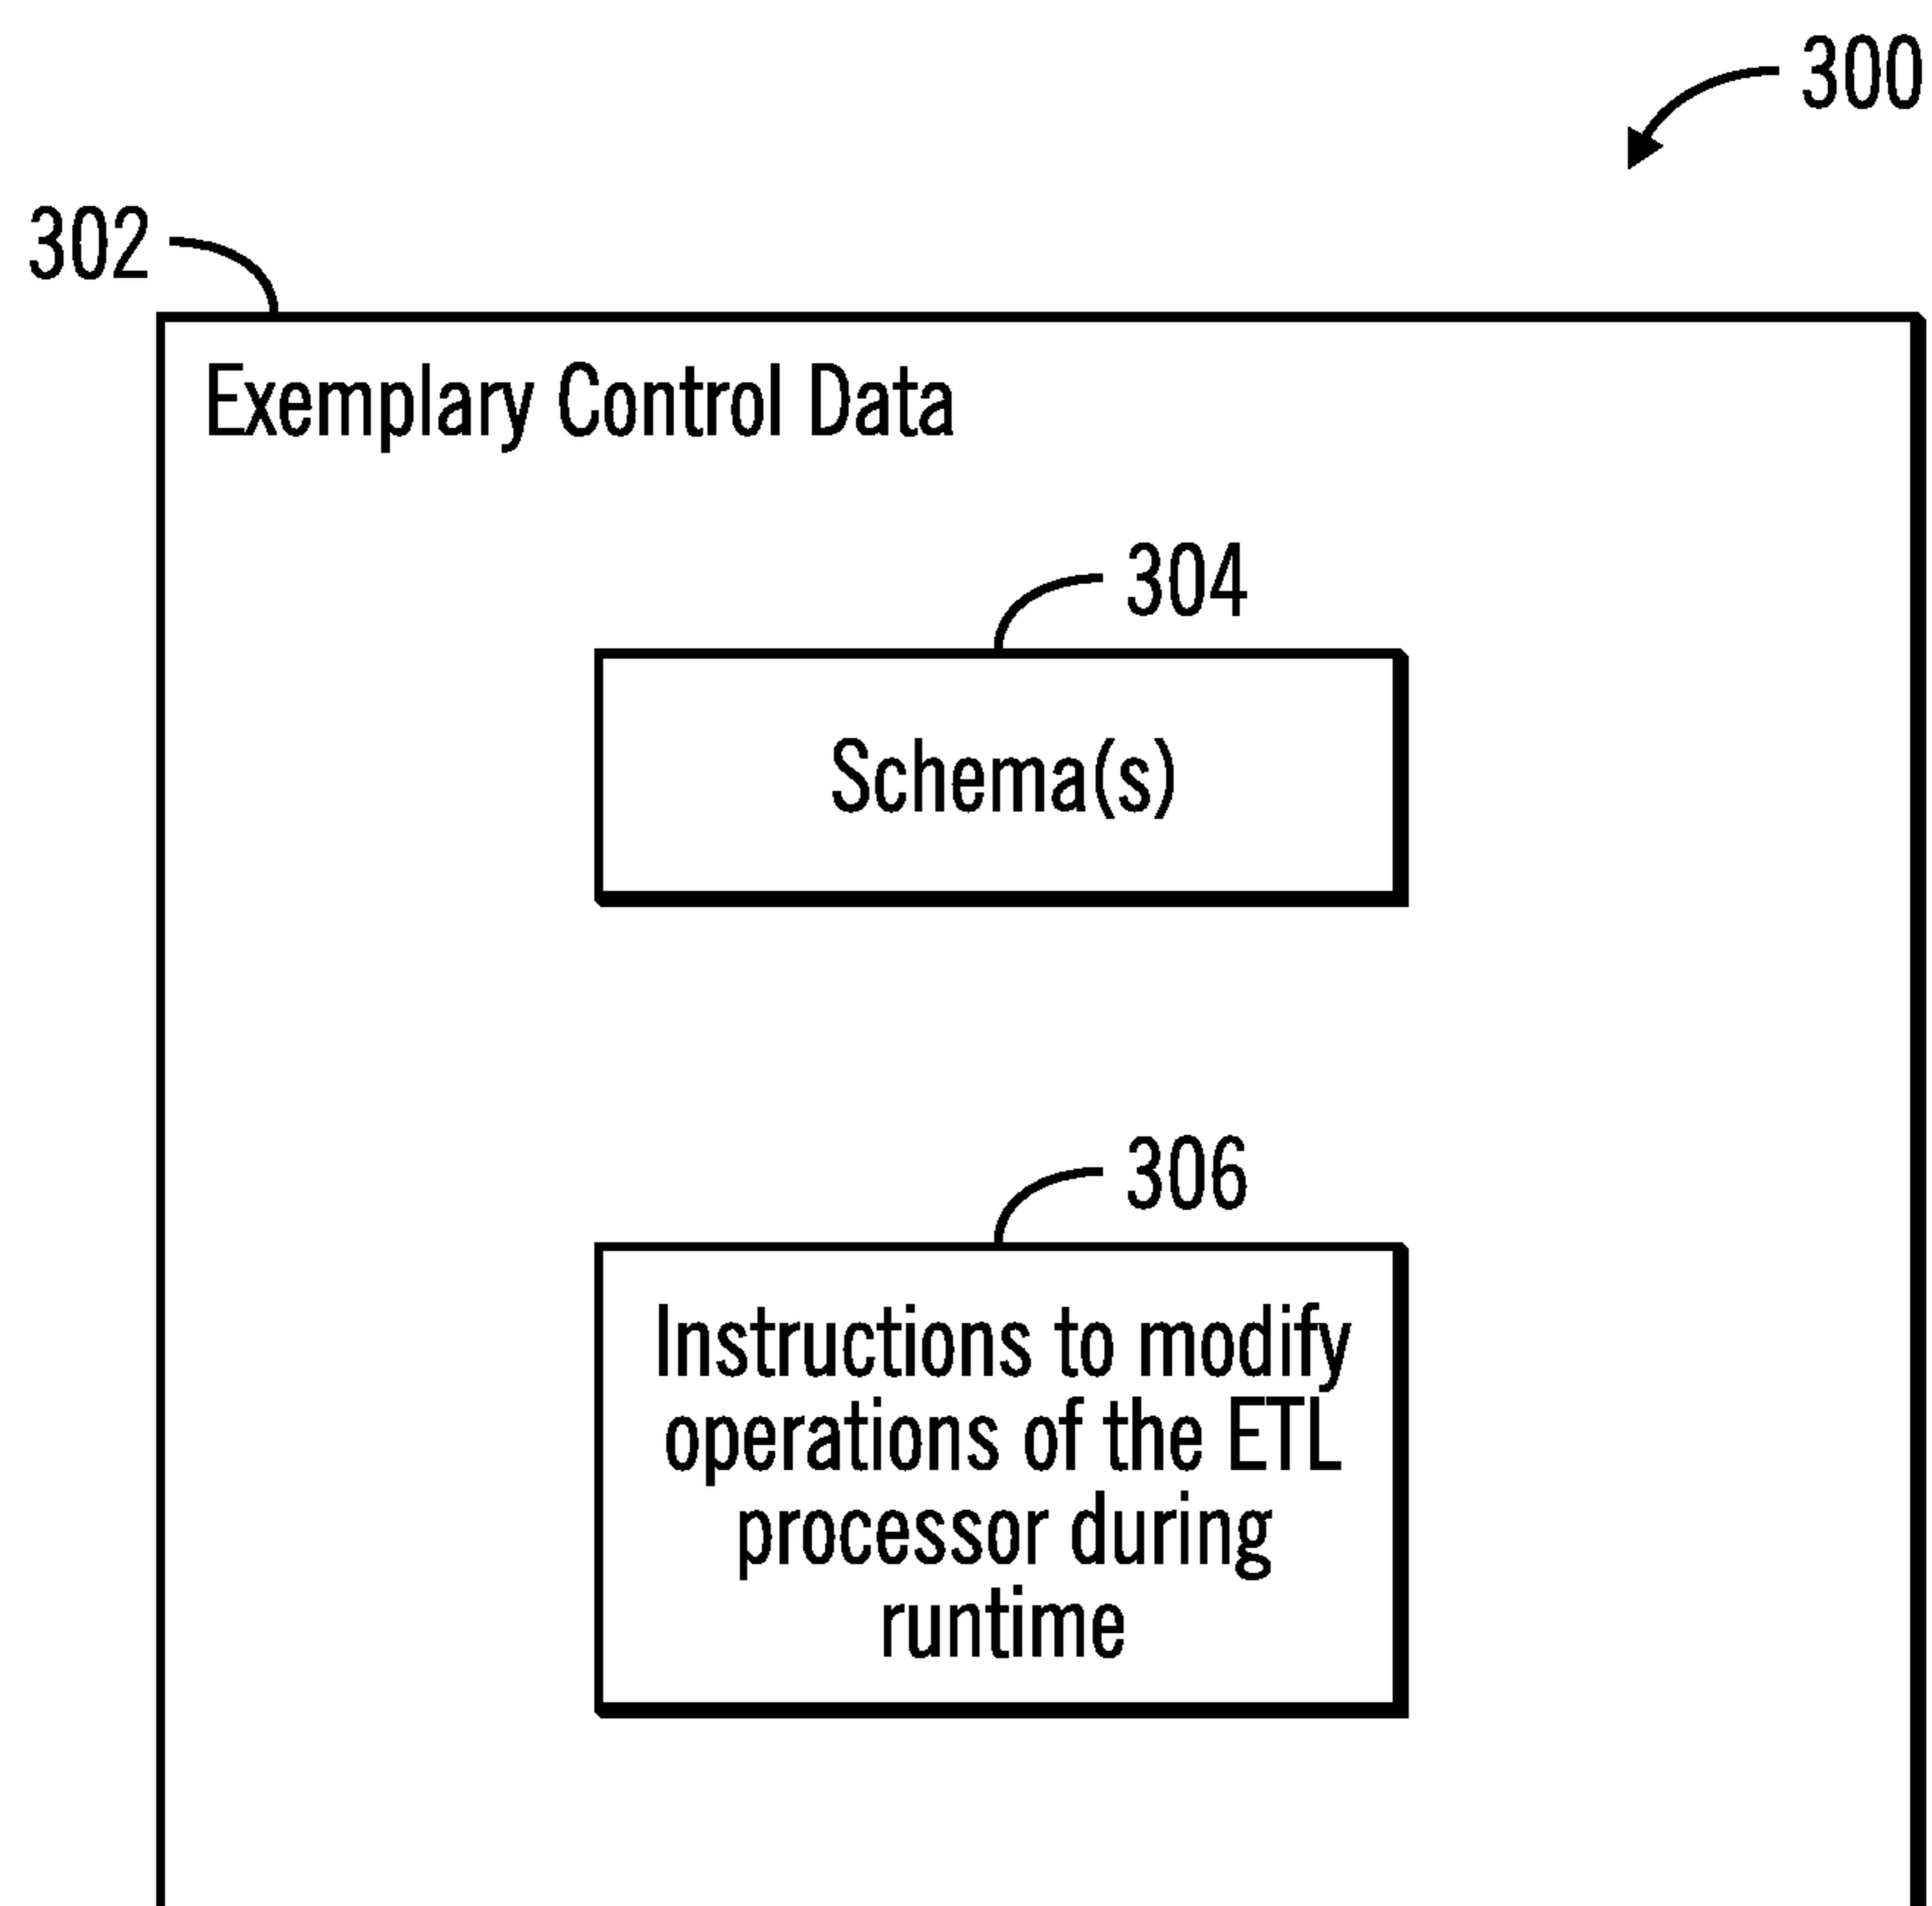 300
302
Exemplary Control Data
304
Schema(s)
306
Instructions to modify
operations of the ETL
processor during
runtime